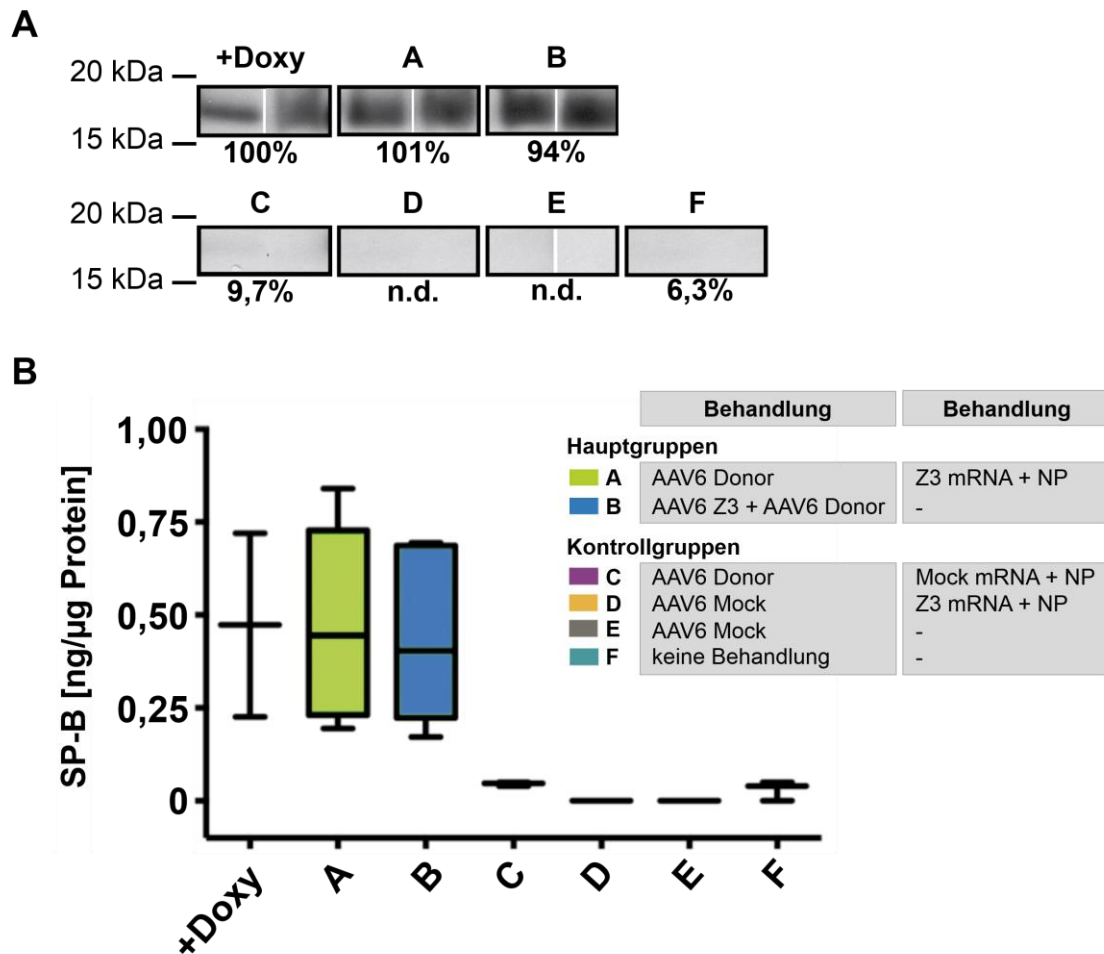 A
+Doxy A B
20 kDa
15 kDa
100% 101% 94%
C D E F
20 kDa
15 kDa
9,7% n.d. n.d. 6,3%
B
SP-B [ng/µg Protein]
1,00
0,75
0,50
0,25
0
+Doxy A B C D E F
Behandlung Behandlung
Hauptgruppen
A AAV6 Donor Z3 mRNA + NP
B AAV6 Z3 + AAV6 Donor -
Kontrollgruppen
C AAV6 Donor Mock mRNA + NP
D AAV6 Mock Z3 mRNA + NP
E AAV6 Mock -
F keine Behandlung -